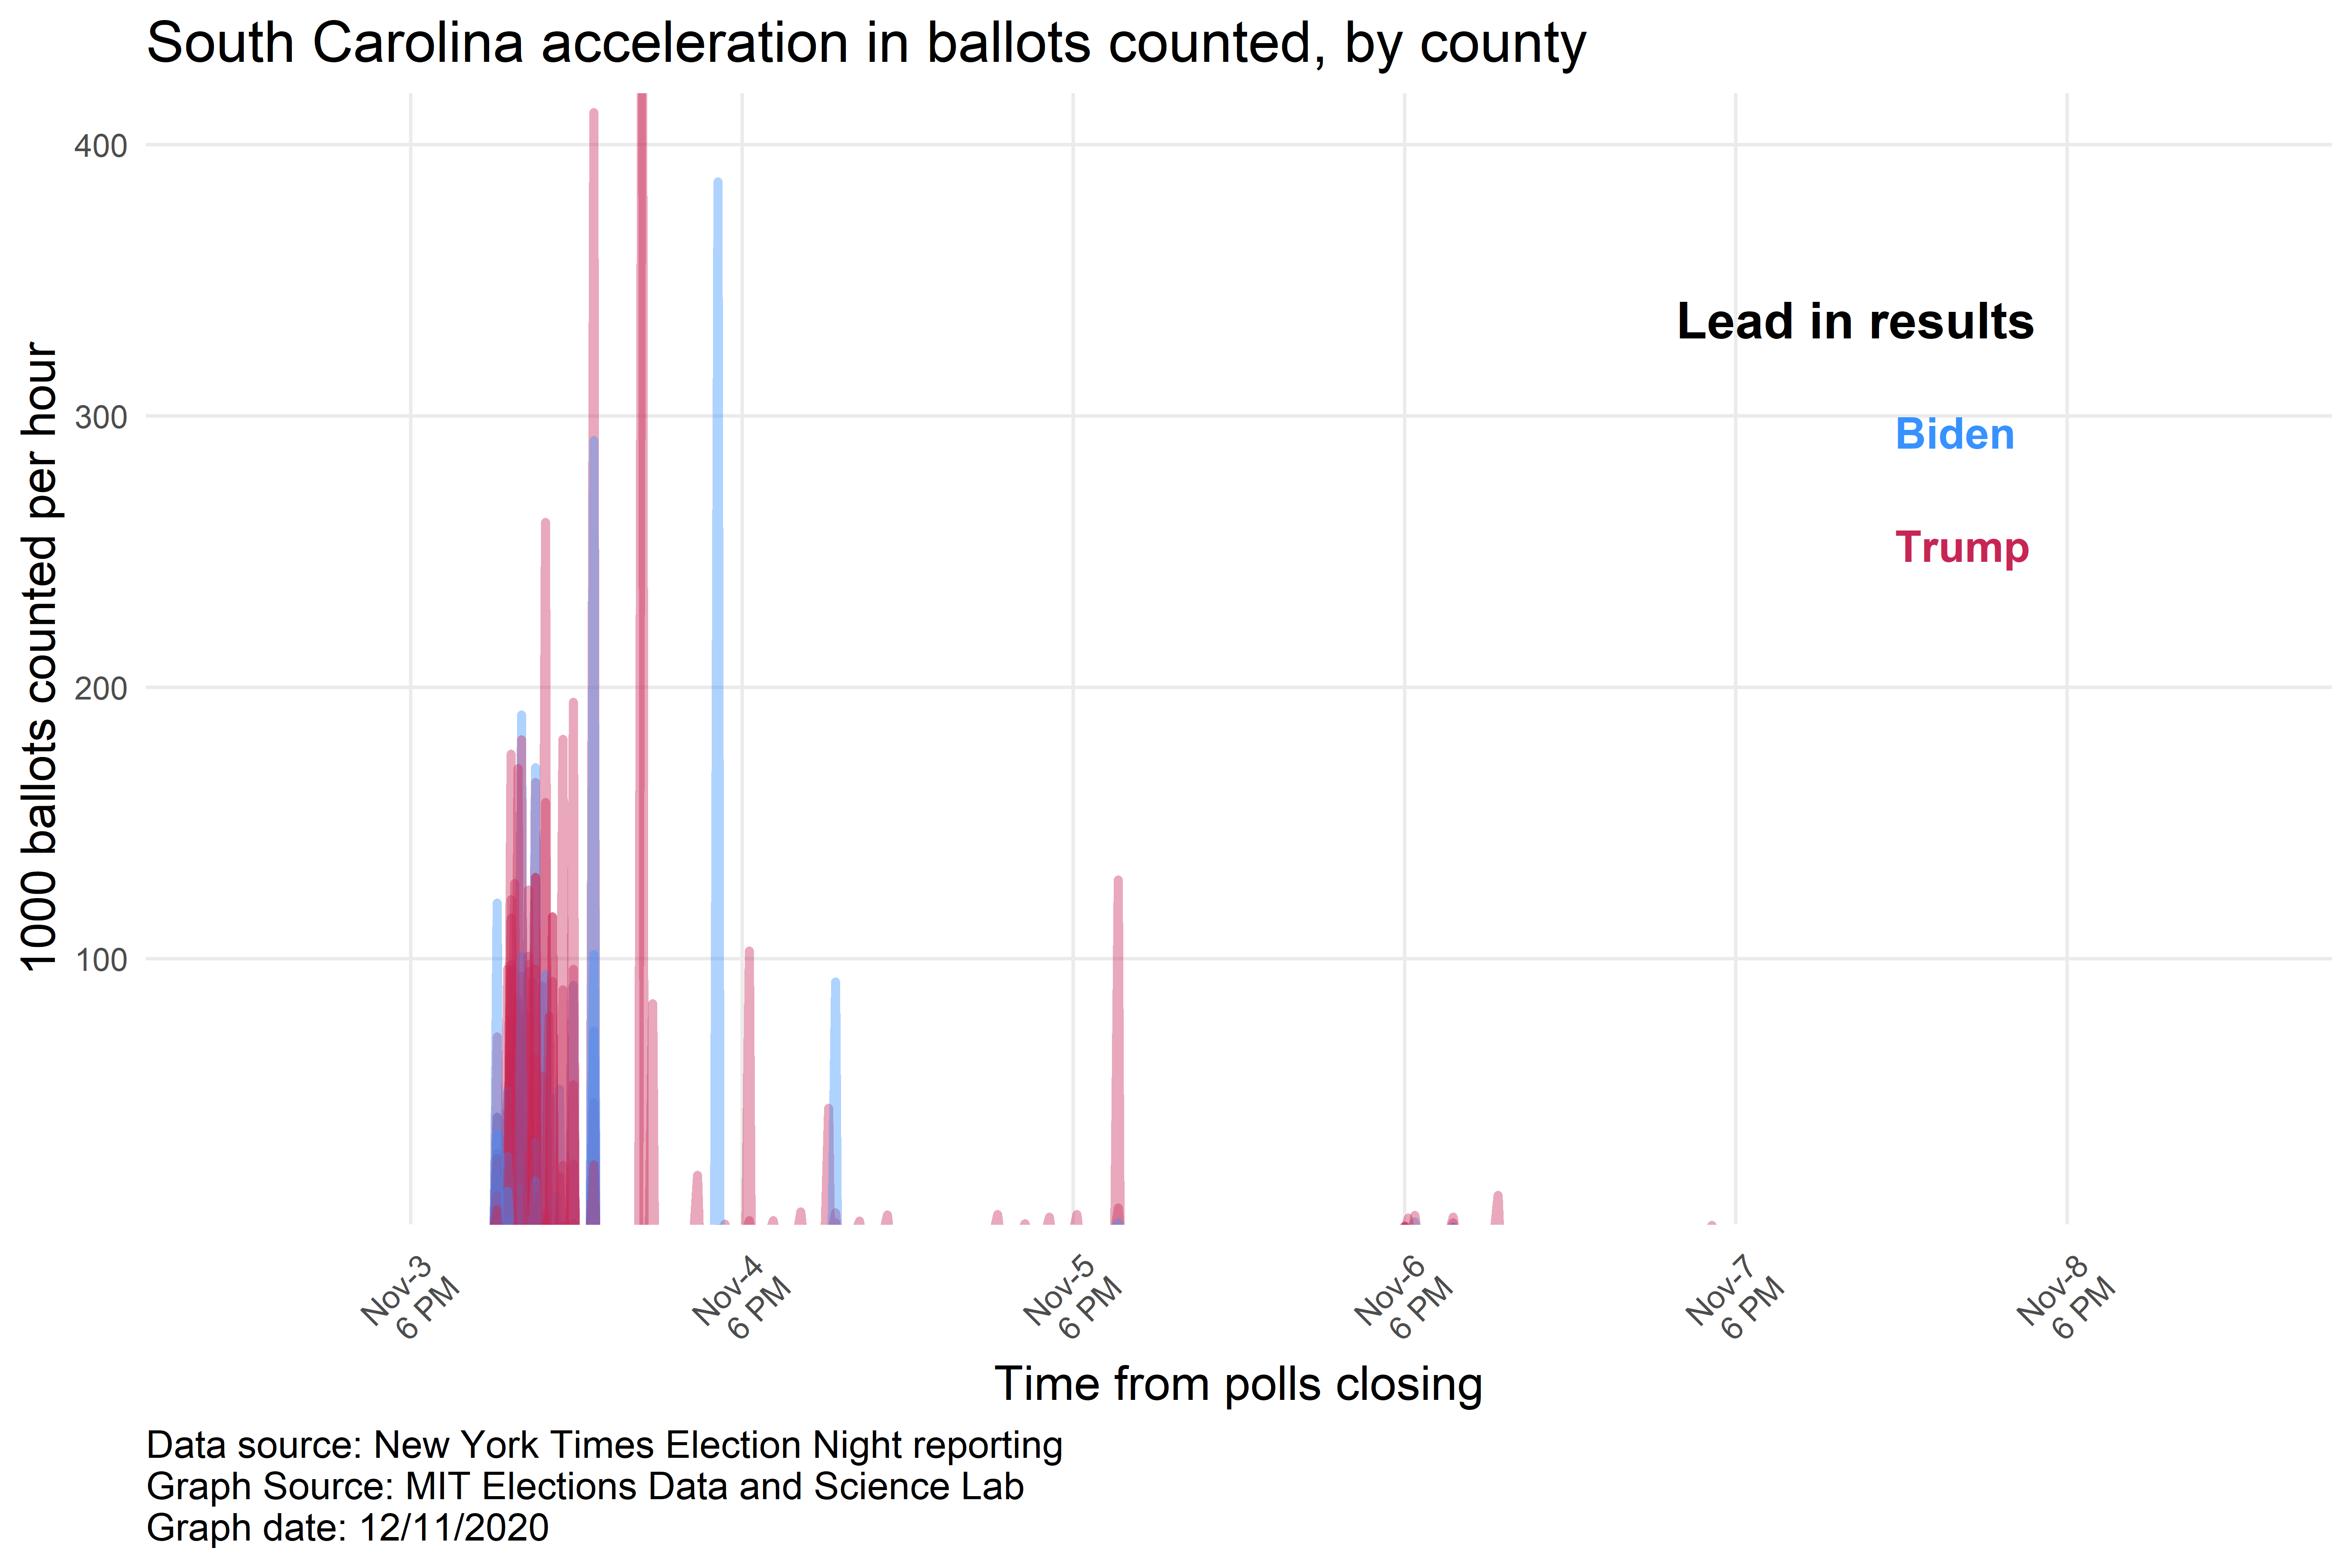 South Carolina acceleration in ballots counted, by county
1000 ballots counted per hour
400
300
200
100
Lead in results
Biden
Trump
Nov-3
6 PM
Nov-4
6 PM
Nov-5
6 PM
Nov-6
6 PM
Nov-7
6 PM
Nov-8
6 PM
Time from polls closing
Data source: New York Times Election Night reporting
Graph Source: MIT Elections Data and Science Lab
Graph date: 12/11/2020